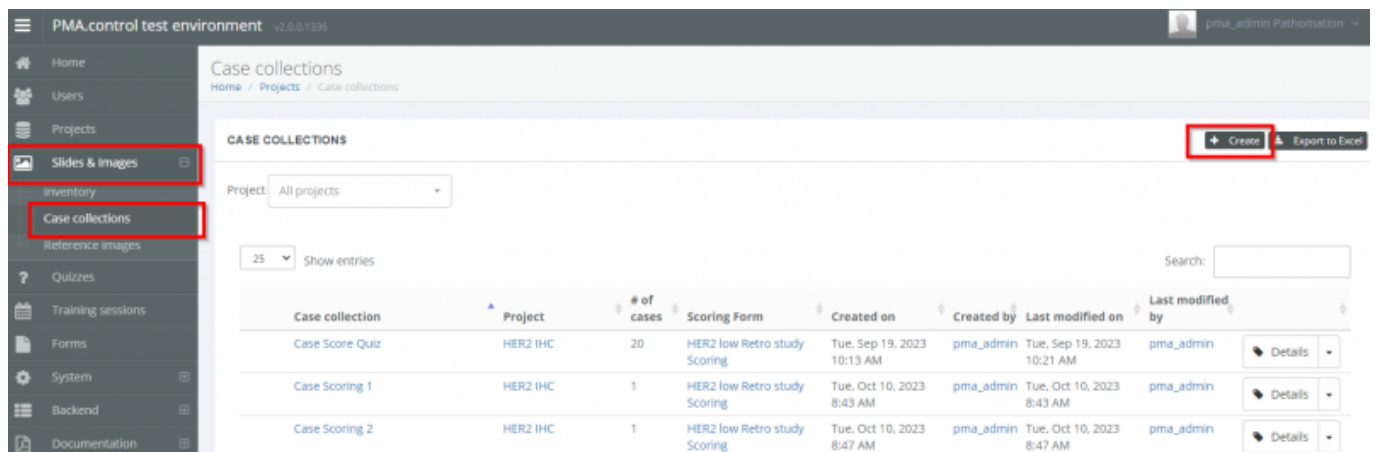 PMA.control test environment v2.0.0.1336
pma_admin Pathomation
Home
Users
Projects
Slides & Images
Inventory
Case collections
Reference images
Quizzes
Training sessions
Forms
System
Backend
Documentation
Case collections
Home / Projects / Case collections
CASE COLLECTIONS
+ Create
Export to Excel
Project All projects
25 Show entries
Search:
Case collection Project # of cases Scoring Form Created on Created by Last modified on Last modified by
Case Score Quiz HER2 IHC 20 HER2 low Retro study Scoring Tue, Sep 19, 2023 10:13 AM pma_admin Tue, Sep 19, 2023 10:21 AM pma_admin Details
Case Scoring 1 HER2 IHC 1 HER2 low Retro study Scoring Tue, Oct 10, 2023 8:43 AM pma_admin Tue, Oct 10, 2023 8:43 AM pma_admin Details
Case Scoring 2 HER2 IHC 1 HER2 low Retro study Scoring Tue, Oct 10, 2023 8:47 AM pma_admin Tue, Oct 10, 2023 8:47 AM pma_admin Details